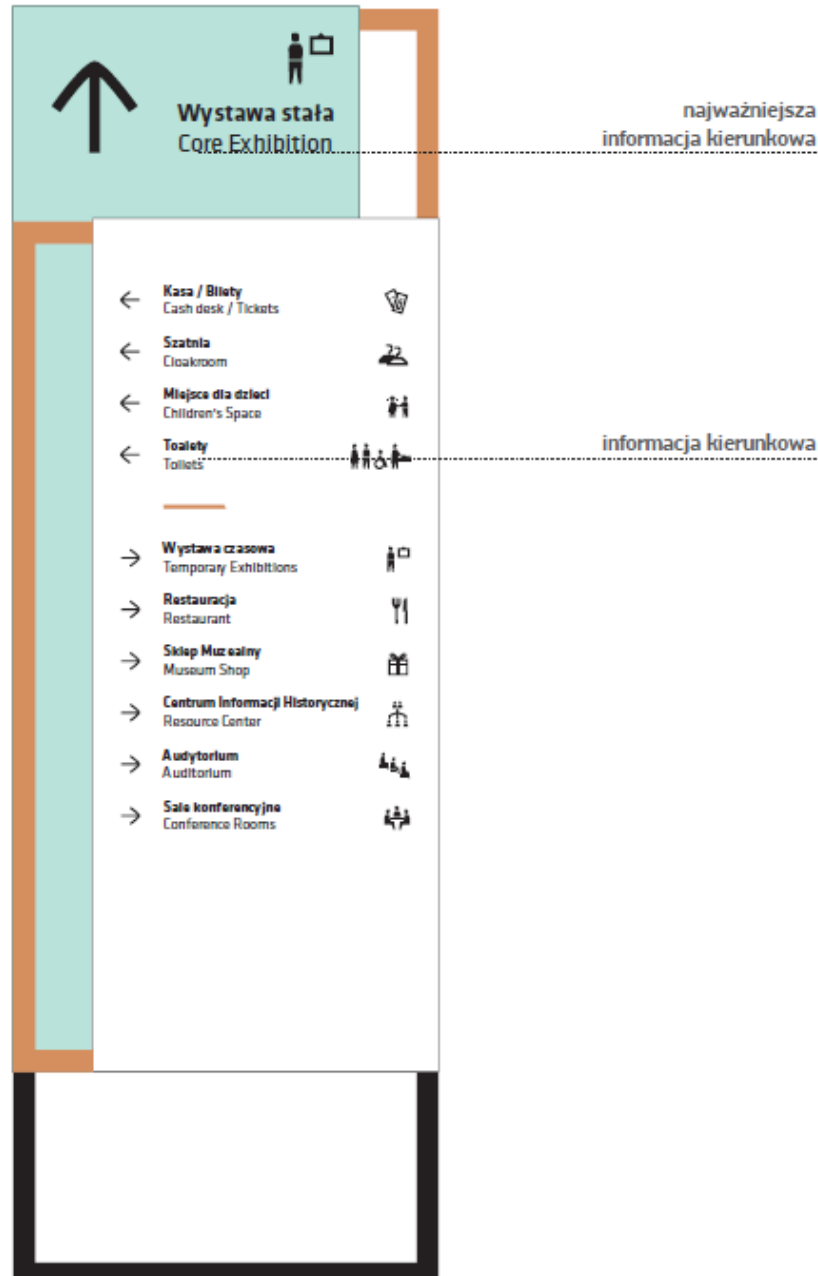 Wystawa stała
Core Exhibition
najważniejsza
informacja kierunkowa
Kasa / Bilety
Cash desk / Tickets
Szatnia
Cloakroom
Miejsce dla dzieci
Children's Space
Toalety
Toilets
informacja kierunkowa
Wystawa czasowa
Temporary Exhibitions
Restauracja
Restaurant
Sklep Muzealny
Museum Shop
Centrum Informacji Historycznej
Resource Center
Audytorium
Auditorium
Sale konferencyjne
Conference Rooms